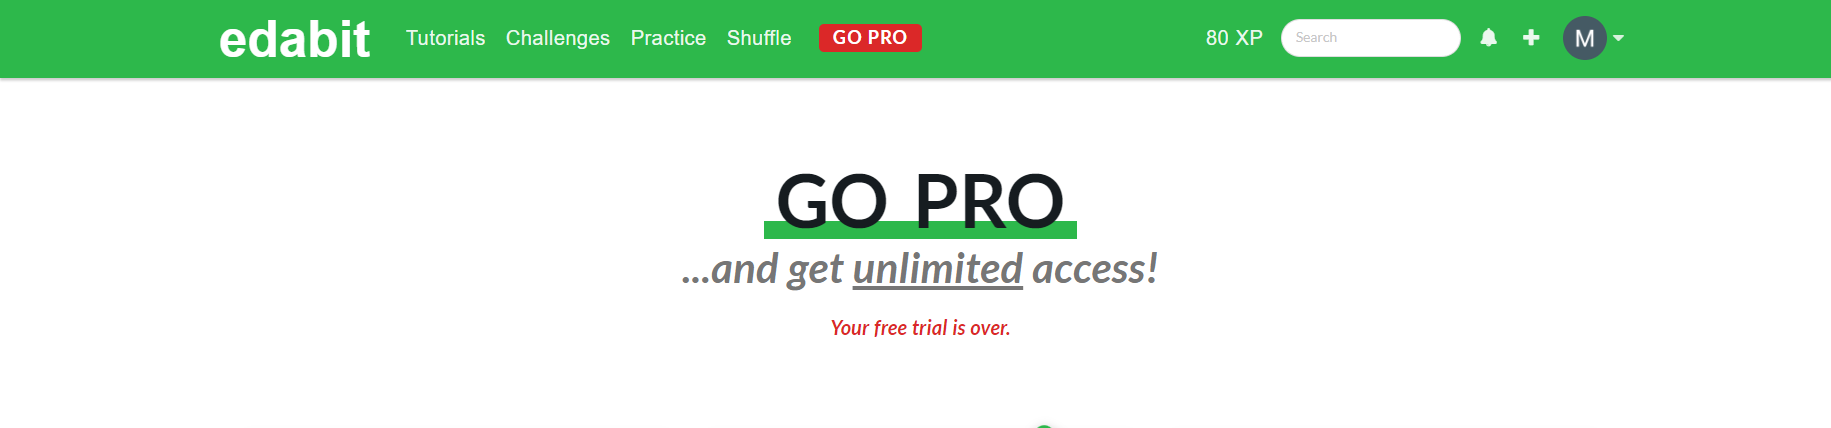 edabit Tutorials Challenges Practice Shuffle GO PRO 80 XP Search M
GO PRO
...and get unlimited access!
Your free trial is over.